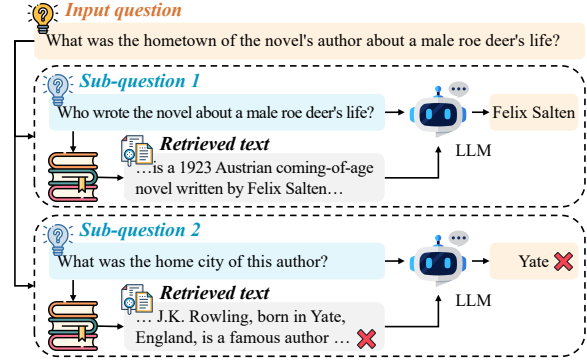 Input question
What was the hometown of the novel's author about a male roe deer's life?
Sub-question 1
Who wrote the novel about a male roe deer's life?
Felix Salten
Retrieved text
…is a 1923 Austrian coming-of-age
novel written by Felix Salten…
LLM
Sub-question 2
What was the home city of this author?
Yate
Retrieved text
… J.K. Rowling, born in Yate,
England, is a famous author …
LLM